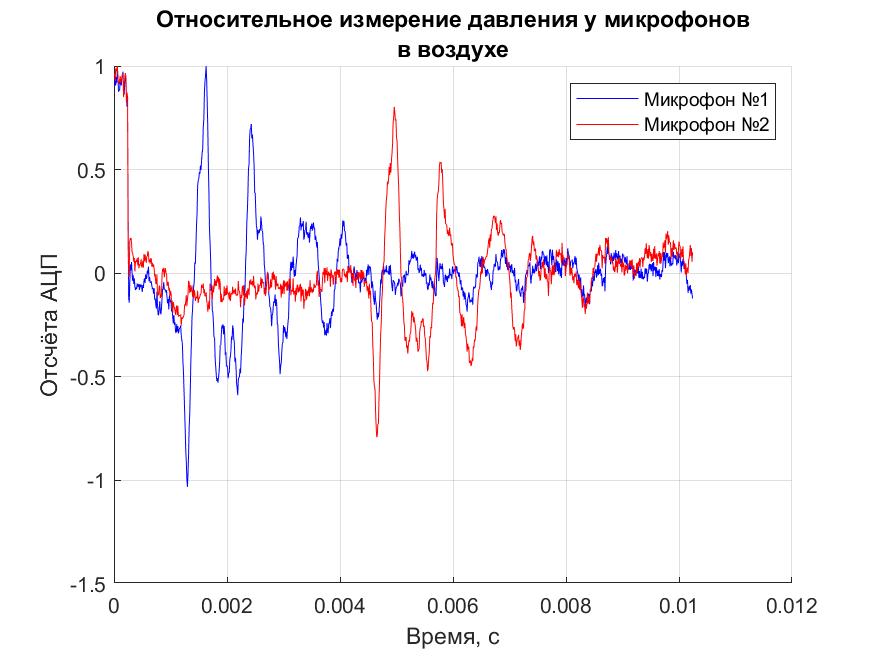 Относительное измерение давления у микрофонов
в воздухе
Микрофон №1
Микрофон №2
1
0.5
0
-0.5
-1
-1.5
Отсчёта АЦП
0
0.002
0.004
0.006
0.008
0.01
0.012
Время, с